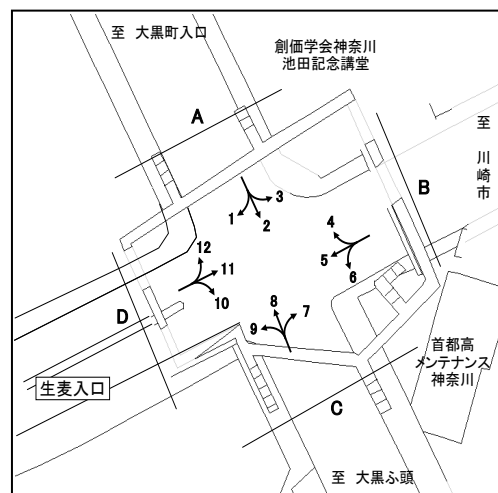 至 大黒町入口
創価学会神奈川
池田記念講堂
至 川崎市
A
B
1
2
3
4
5
6
12
11
10
9
8
7
D
生麦入口
C
首都高
メンテナンス
神奈川
至 大黒ふ頭